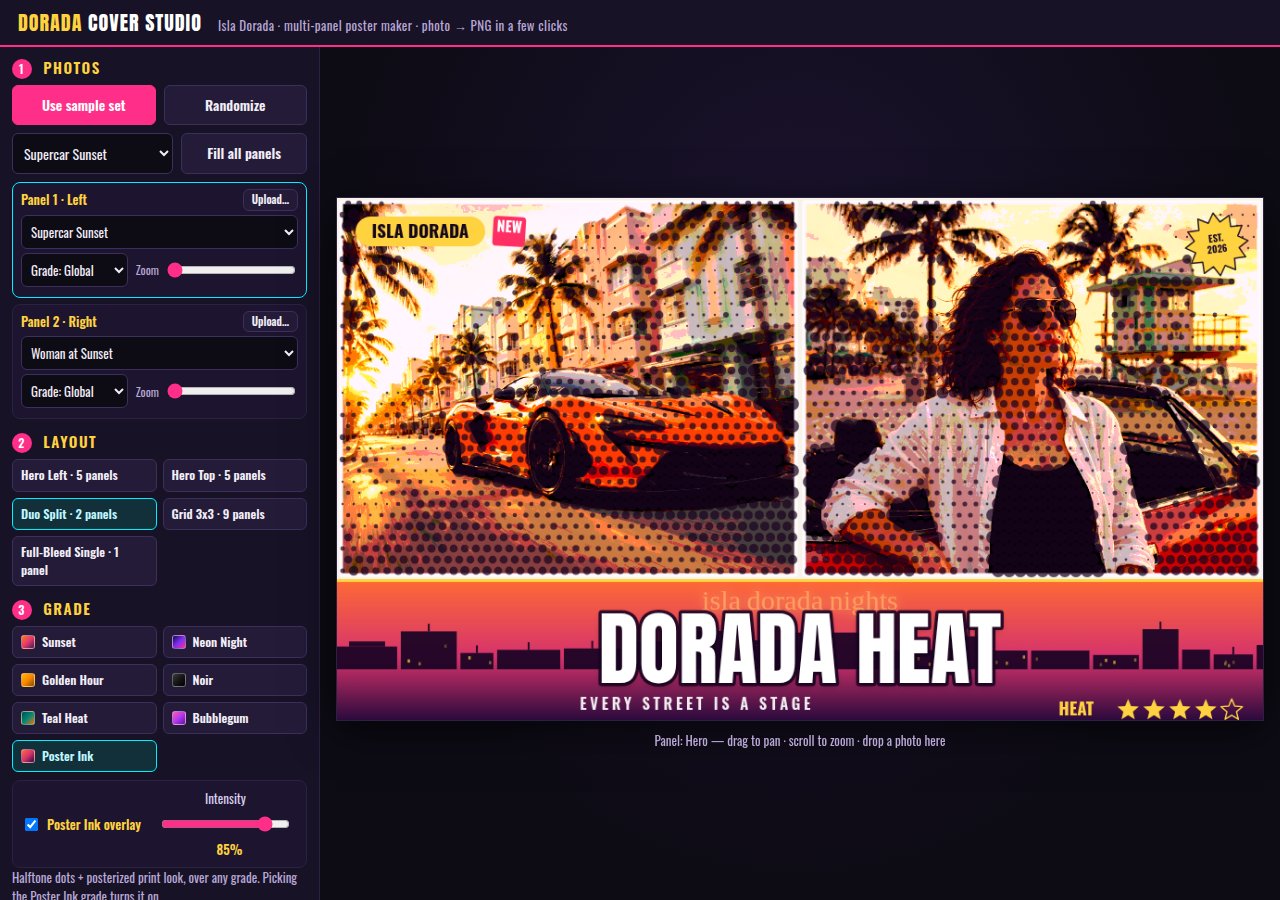 DORADA COVER STUDIO Isla Dorada · multi-panel poster maker · photo → PNG in a few clicks
1 PHOTOS
Use sample set Randomize
Supercar Sunset Fill all panels
Panel 1 · Left Upload...
Supercar Sunset
Grade: Global Zoom
Panel 2 · Right Upload...
Woman at Sunset
Grade: Global Zoom
2 LAYOUT
Hero Left · 5 panels Hero Top · 5 panels
Duo Split · 2 panels Grid 3x3 · 9 panels
Full-Bleed Single · 1
panel
3 GRADE
Sunset Neon Night
Golden Hour Noir
Teal Heat Bubblegum
Poster Ink
Intensity
Poster Ink overlay
85%
Halftone dots + posterized print look, over any grade. Picking
the Poster Ink grade turns it on
ISLA DORADA NEW
EST.
2026
isla dorada nights
DORADA HEAT
EVERY STREET IS A STAGE
HEAT ★★★★☆
Panel: Hero — drag to pan · scroll to zoom · drop a photo here